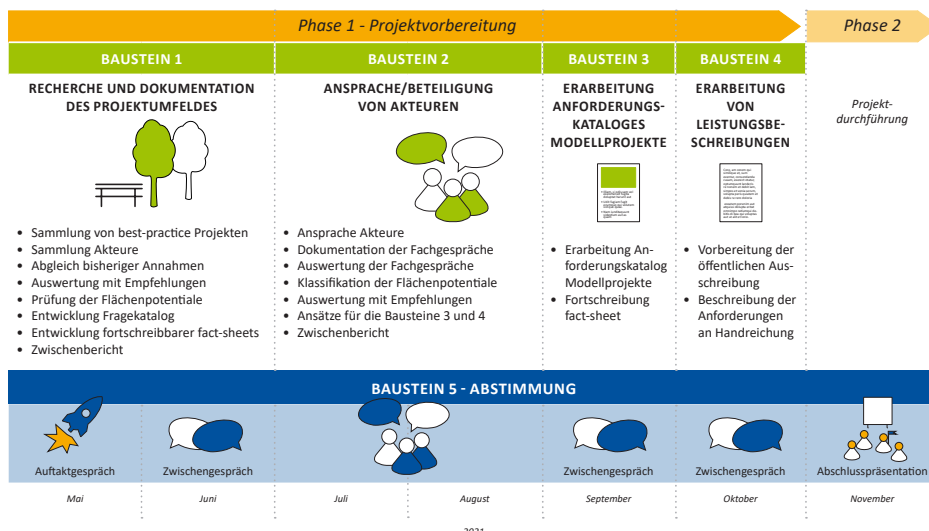 Phase 1 - Projektvorbereitung
Phase 2
BAUSTEIN 1
BAUSTEIN 2
BAUSTEIN 3
BAUSTEIN 4
RECHERCHE UND DOKUMENTATION
DES PROJEKTUMFELDES
ANSPRACHE/BETEILIGUNG
VON AKTEUREN
ERARBEITUNG
ANFORDERUNGS-
KATALOGES
MODELLPROJEKTE
ERARBEITUNG
VON
LEISTUNGSBE-
SCHREIBUNGEN
Projekt-
durchführung
• Sammlung von best-practice Projekten
• Sammlung Akteure
• Abgleich bisheriger Annahmen
• Auswertung mit Empfehlungen
• Prüfung der Flächenpotentiale
• Entwicklung Fragekatalog
• Entwicklung fortschreibbarer fact-sheets
• Zwischenbericht
• Ansprache Akteure
• Dokumentation der Fachgespräche
• Auswertung der Fachgespräche
• Klassifikation der Flächenpotentiale
• Auswertung mit Empfehlungen
• Ansätze für die Bausteine 3 und 4
• Zwischenbericht
• Erarbeitung An-
forderungskatalog
Modellprojekte
• Fortschreibung
fact-sheet
• Vorbereitung der
öffentlichen Aus-
schreibung
• Beschreibung der
Anforderungen
an Handreichung
BAUSTEIN 5 - ABSTIMMUNG
Auftaktgespräch
Zwischengespräch
Zwischengespräch
Zwischengespräch
Abschlusspräsentation
Mai
Juni
Juli
August
September
Oktober
November
2021